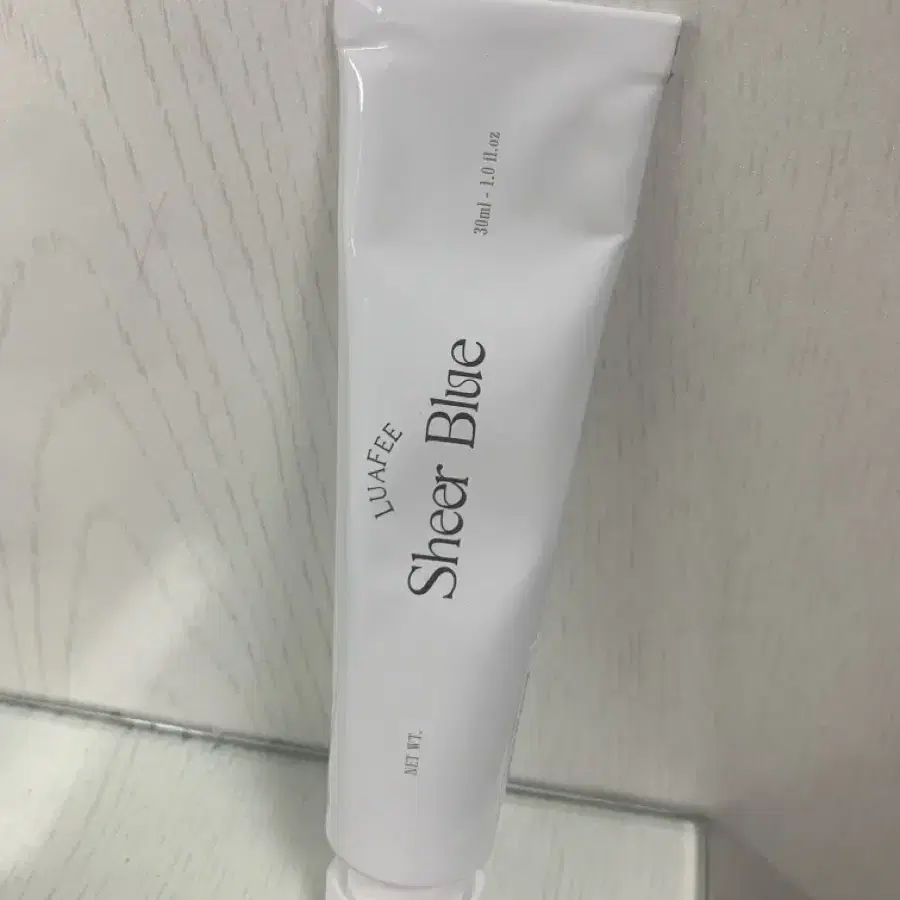 LUAFEE
Sheer Blue
NET WT.
30ml - 1.0 fl.oz